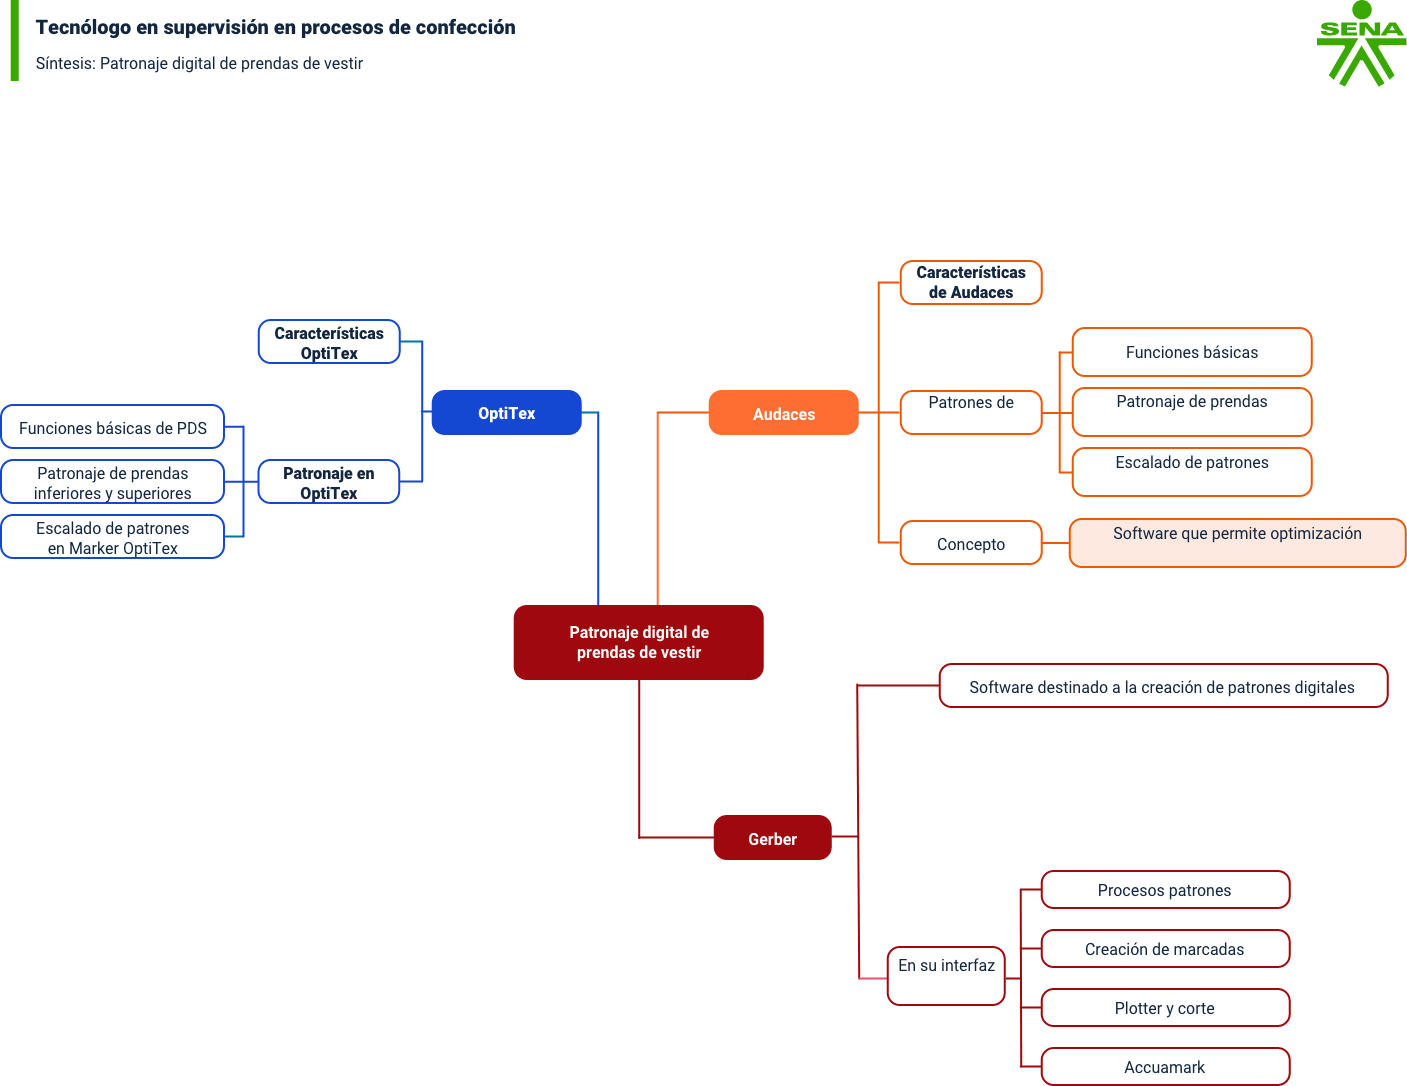 Tecnólogo en supervisión en procesos de confección
Síntesis: Patronaje digital de prendas de vestir
SENA
Características
OptiTex
OptiTex
Funciones básicas de PDS
Patronaje de prendas
inferiores y superiores
Escalado de patrones
en Marker OptiTex
Patronaje en
OptiTex
Audaces
Características
de Audaces
Patrones de
Funciones básicas
Patronaje de prendas
Escalado de patrones
Concepto
Software que permite optimización
Patronaje digital de
prendas de vestir
Software destinado a la creación de patrones digitales
Gerber
En su interfaz
Procesos patrones
Creación de marcadas
Plotter y corte
Accuamark